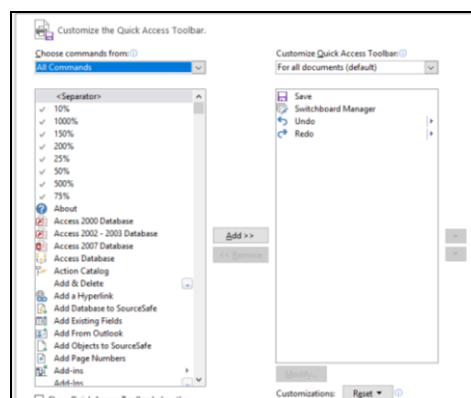 Customize the Quick Access Toolbar.
Choose commands from:
All Commands
<Separator>
10%
1000%
150%
200%
25%
50%
500%
75%
About
Access 2000 Database
Access 2002 - 2003 Database
Access 2007 Database
Access Database
Action Catalog
Add & Delete
Add a Hyperlink
Add Database to SourceSafe
Add Existing Fields
Add From Outlook
Add Objects to SourceSafe
Add Page Numbers
Add-ins
Add-Ins
Add >>
<< Remove
Customize Quick Access Toolbar:
For all documents (default)
Save
Switchboard Manager
Undo
Redo
Modify...
Customizations:
Reset